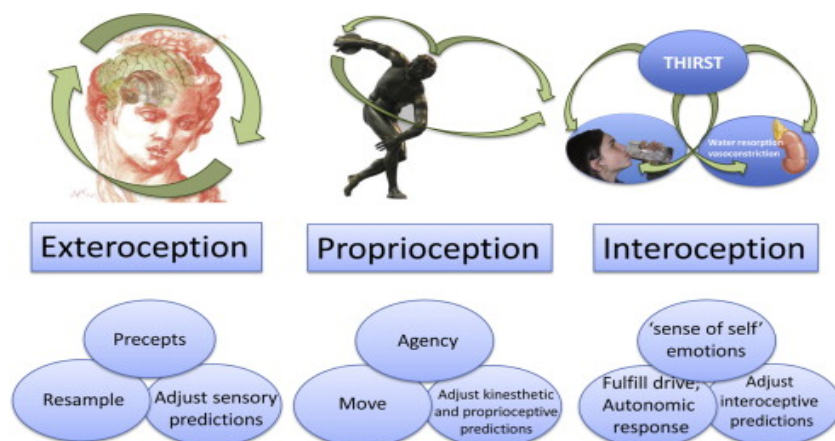 THIRST
Water resorption
vasoconstriction
Exteroception
Proprioception
Interoception
Precepts
Resample
Adjust sensory
predictions
Agency
Move
Adjust kinesthetic
and proprioceptive
predictions
‘sense of self’
emotions
Fulfill drive,
Autonomic
response
Adjust
interoceptive
predictions